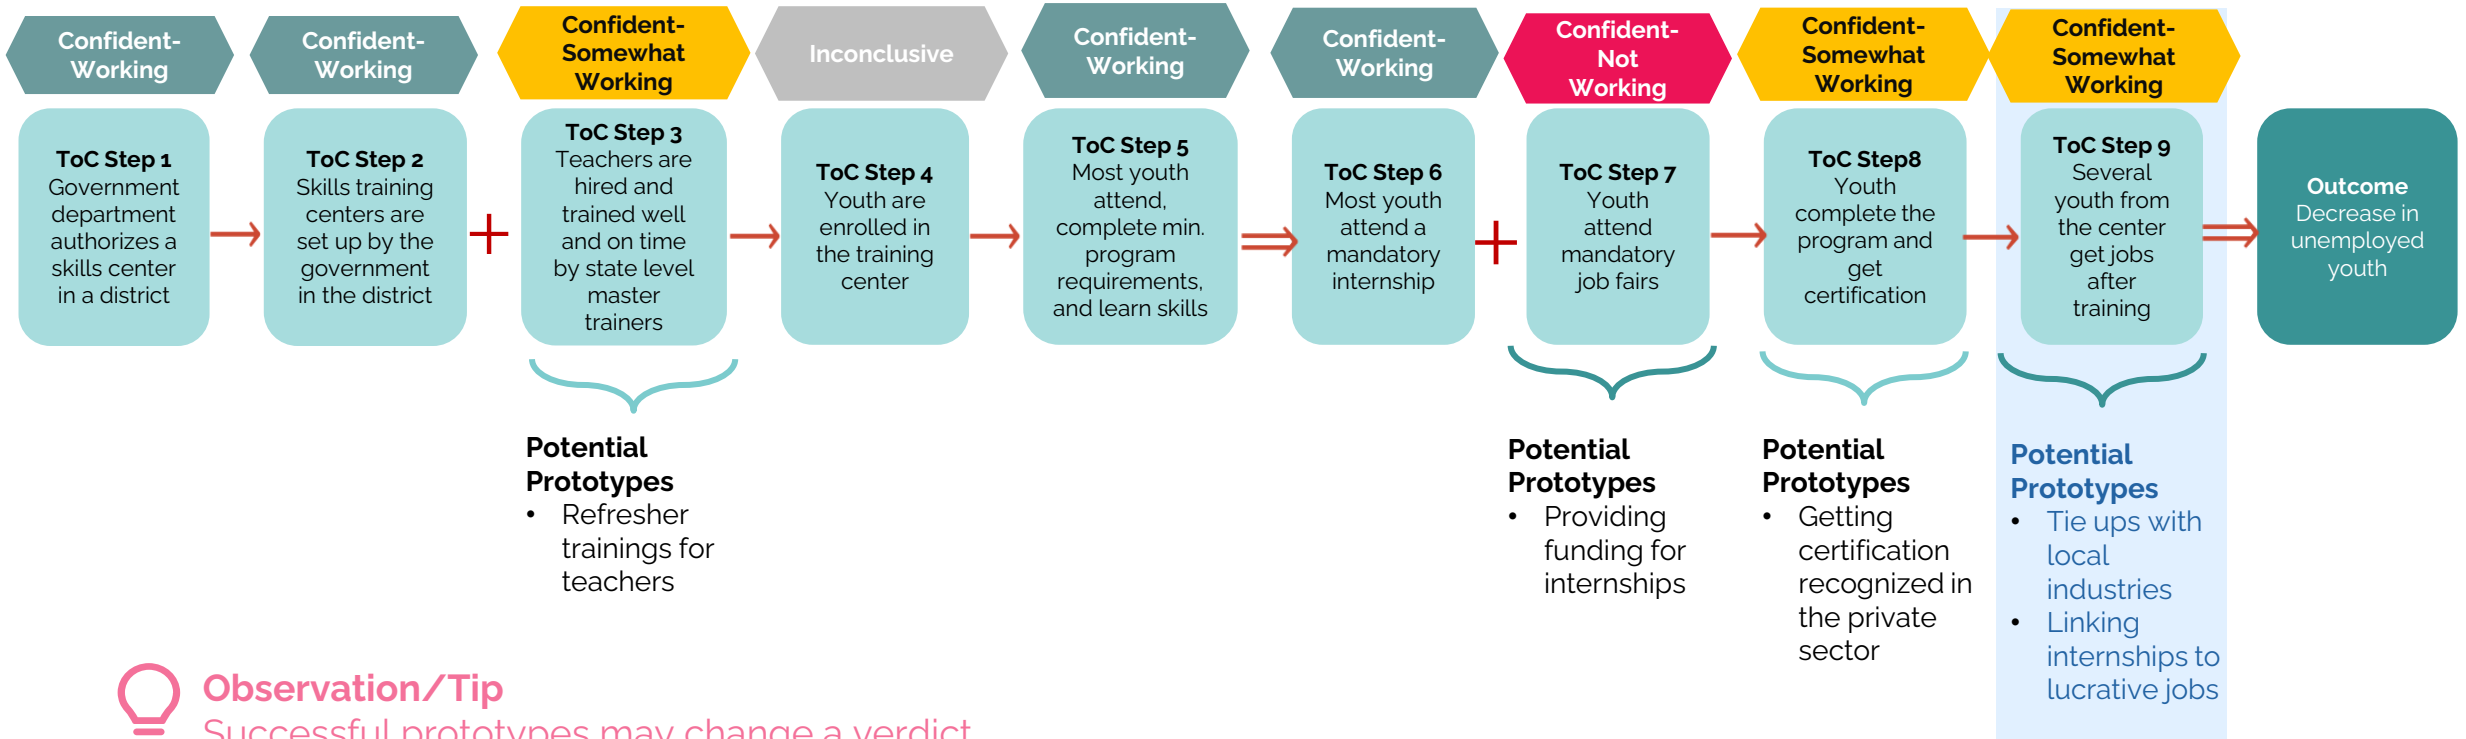 Confident-
Working
Confident-
Working
Confident-
Somewhat
Working
Inconclusive
Confident-
Working
Confident-
Working
Confident-
Not
Working
Confident-
Somewhat
Working
Confident-
Somewhat
Working
ToC Step 1
Government
department
authorizes a
skills center
in a district
ToC Step 2
Skills training
centers are
set up by the
government
in the district
+
ToC Step 3
Teachers are
hired and
trained well
and on time
by state level
master
trainers
ToC Step 4
Youth are
enrolled in
the training
center
ToC Step 5
Most youth
attend,
complete min.
program
requirements,
and learn skills
ToC Step 6
Most youth
attend a
mandatory
internship
+
ToC Step 7
Youth
attend
mandatory
job fairs
ToC Step8
Youth
complete the
program and
get
certification
ToC Step 9
Several
youth from
the center
get jobs
after
training
Outcome
Decrease in
unemployed
youth
Potential
Prototypes
• Refresher
trainings for
teachers
Potential
Prototypes
• Providing
funding for
internships
Potential
Prototypes
• Getting
certification
recognized in
the private
sector
Potential
Prototypes
• Tie ups with
local
industries
• Linking
internships to
lucrative jobs
Observation/Tip
Successful prototypes may change a verdict